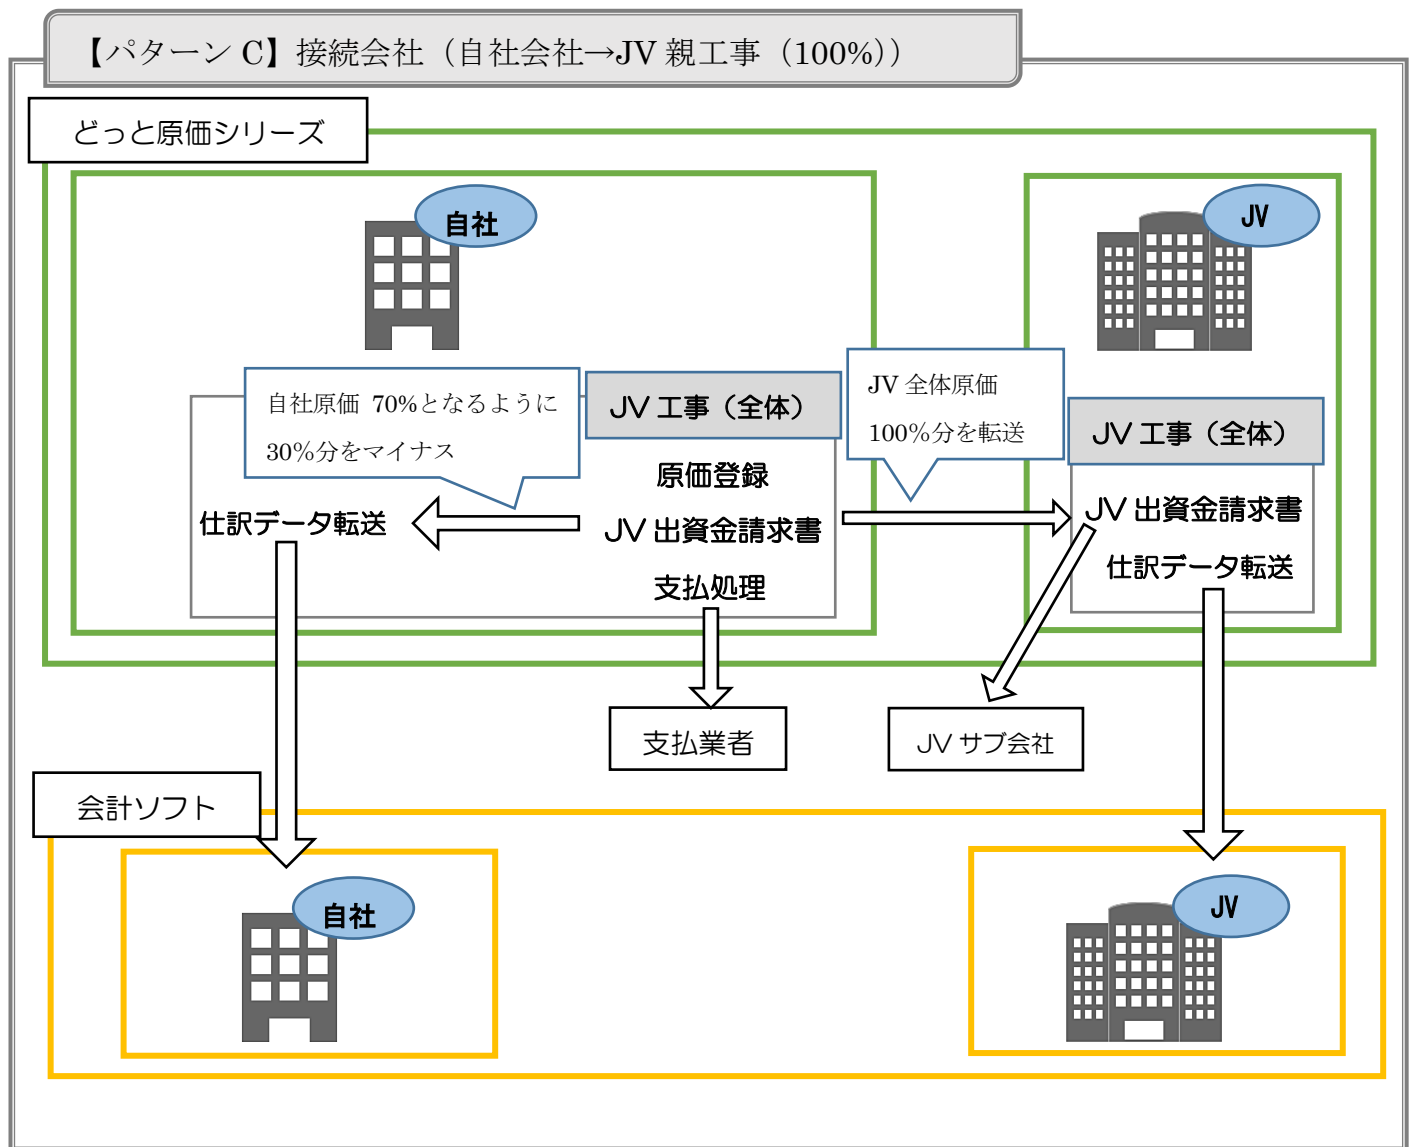 【パターン C】接続会社（自社会社→JV 親工事（100%））
どっと原価シリーズ
自社
JV
自社原価 70%となるように
30%分をマイナス
JV 工事（全体）
JV 全体原価
100%分を転送
JV 工事（全体）
原価登録
仕訳データ転送
JV 出資金請求書
支払処理
JV 出資金請求書
仕訳データ転送
支払業者
JV サブ会社
会計ソフト
自社
JV